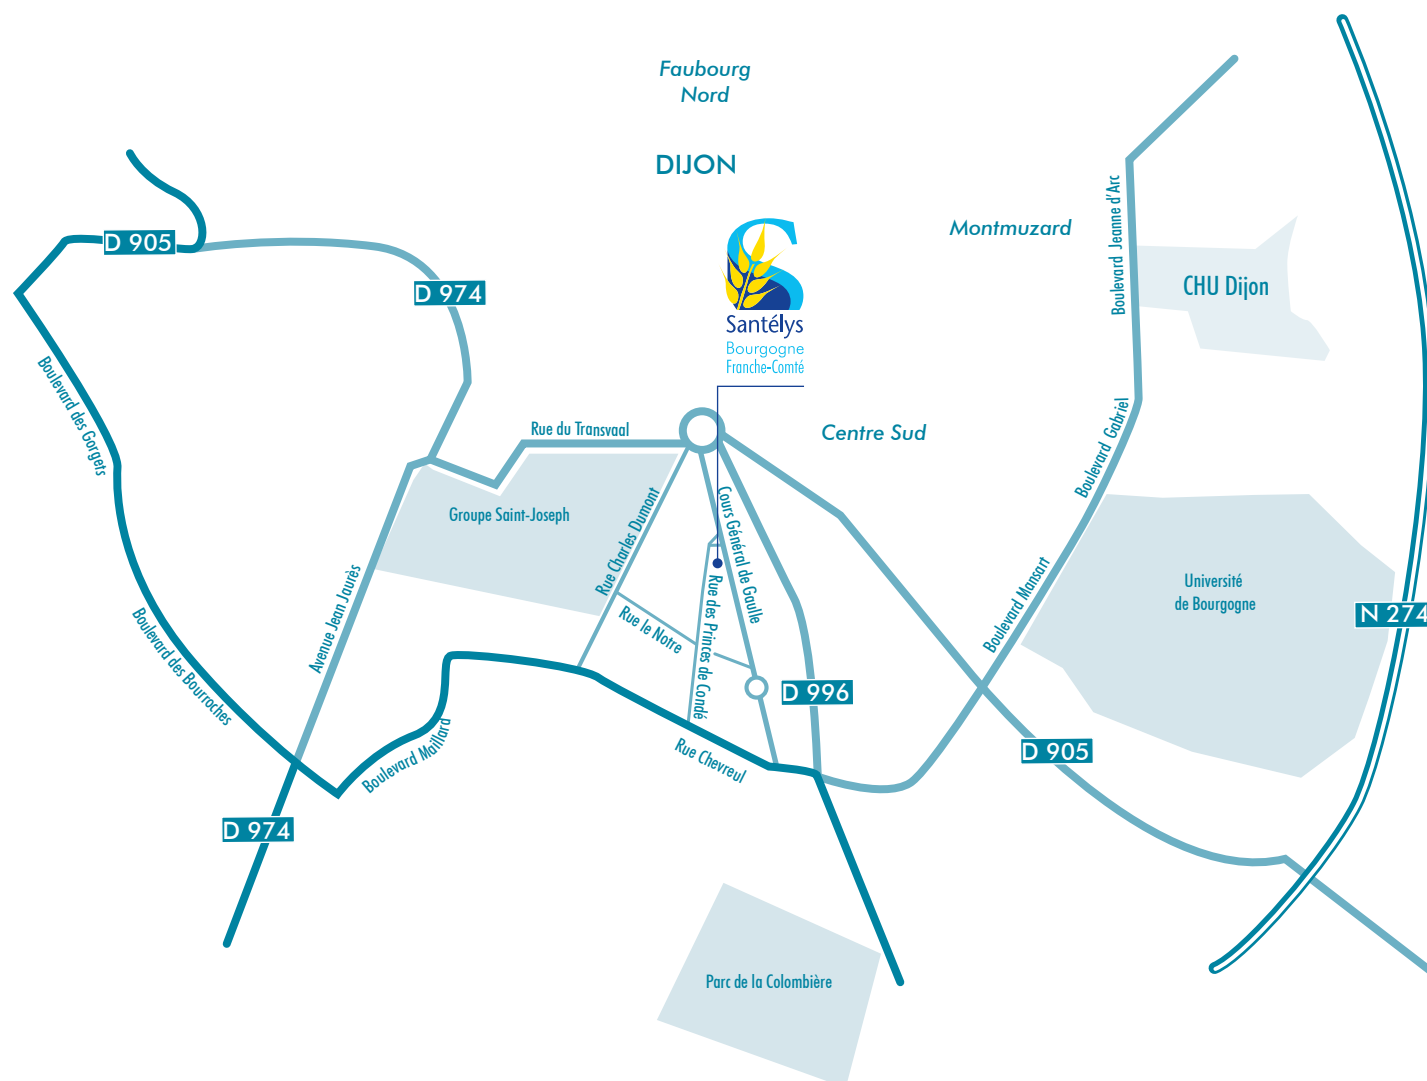 Faubourg
Nord
DIJON
Montmuzard
D 905
D 974
Santélys
Bourgogne
Franche-Comté
Boulevard Jeanne d'Arc
CHU Dijon
Boulevard des Gorgets
Rue du Transvaal
Centre Sud
Boulevard Gabriel
Groupe Saint-Joseph
Rue Charles Dumont
Cours Général de Gaulle
Avenue Jean Jaurès
Rue des Princes de Condé
Rue le Notre
Boulevard Mansart
Université
de Bourgogne
N 274
Boulevard des Bourroches
D 996
Boulevard Maillard
Rue Chevreul
D 905
D 974
Parc de la Colombière